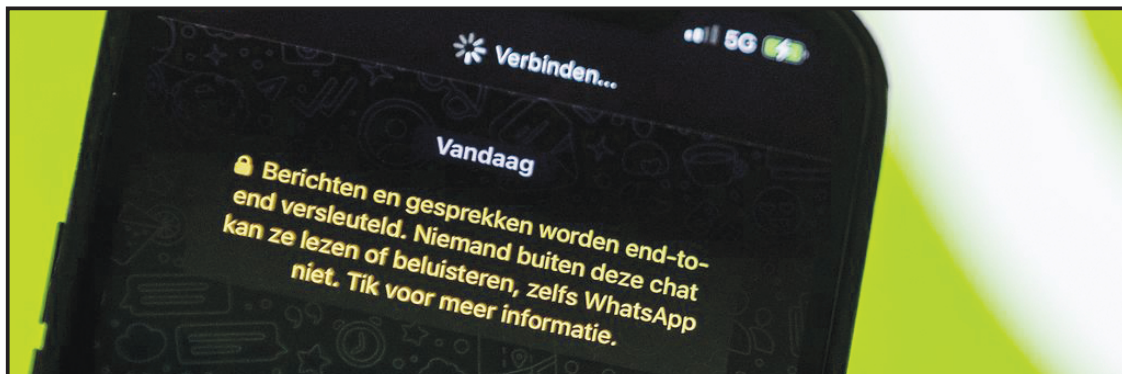 5G
Verbinden...
Vandaag
Berichten en gesprekken worden end-to-
end versleuteld. Niemand buiten deze chat
kan ze lezen of beluisteren, zelfs WhatsApp
niet. Tik voor meer informatie.